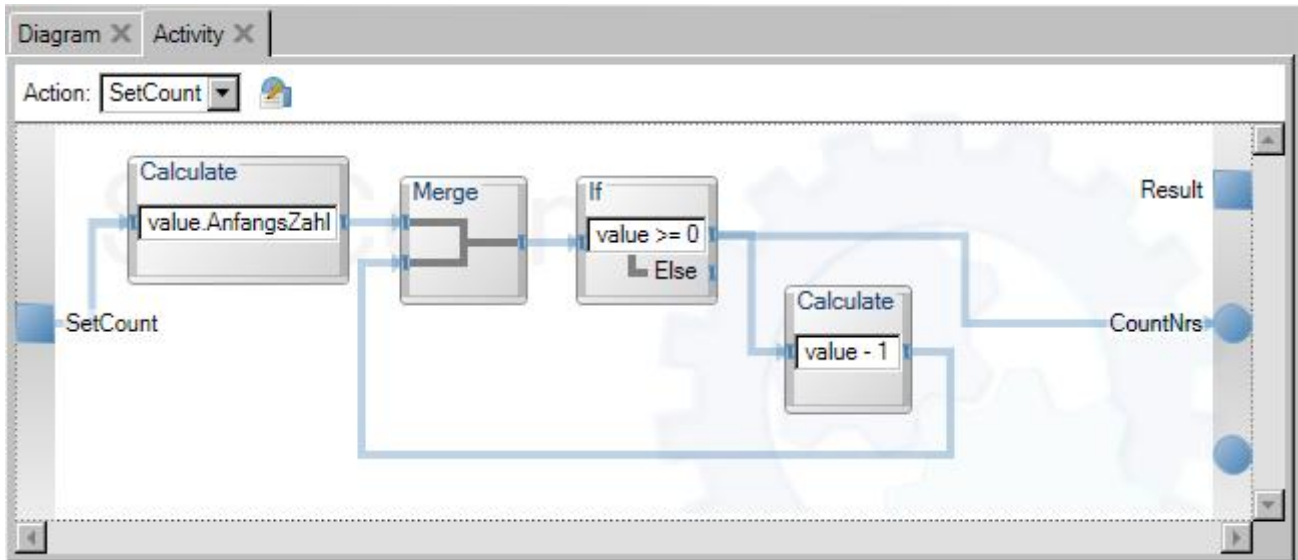 Diagram Activity
Action: SetCount
Calculate
value.AnfangsZahl
Merge
If
value >= 0
Else
Result
SetCount
Calculate
value - 1
CountNrs